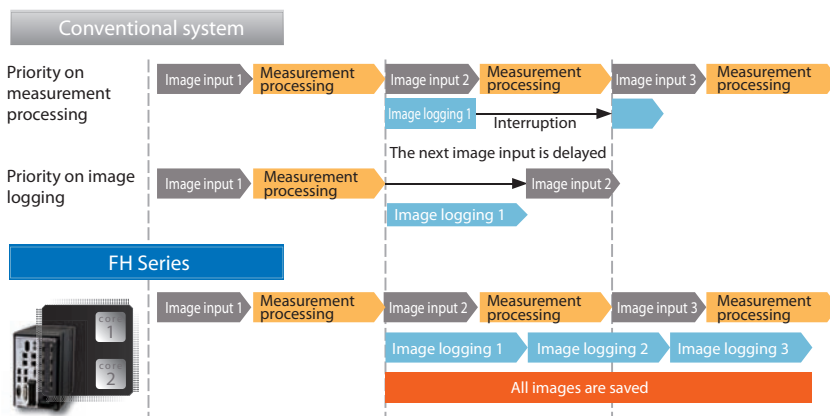 Conventional system
Priority on
measurement
processing
Image input 1
Measurement
processing
Image input 2
Measurement
processing
Image input 3
Measurement
processing
Image logging 1
Interruption
The next image input is delayed
Priority on image
logging
Image input 1
Measurement
processing
Image input 2
Image logging 1
FH Series
core
1
core
2
Image input 1
Measurement
processing
Image input 2
Measurement
processing
Image input 3
Measurement
processing
Image logging 1
Image logging 2
Image logging 3
All images are saved